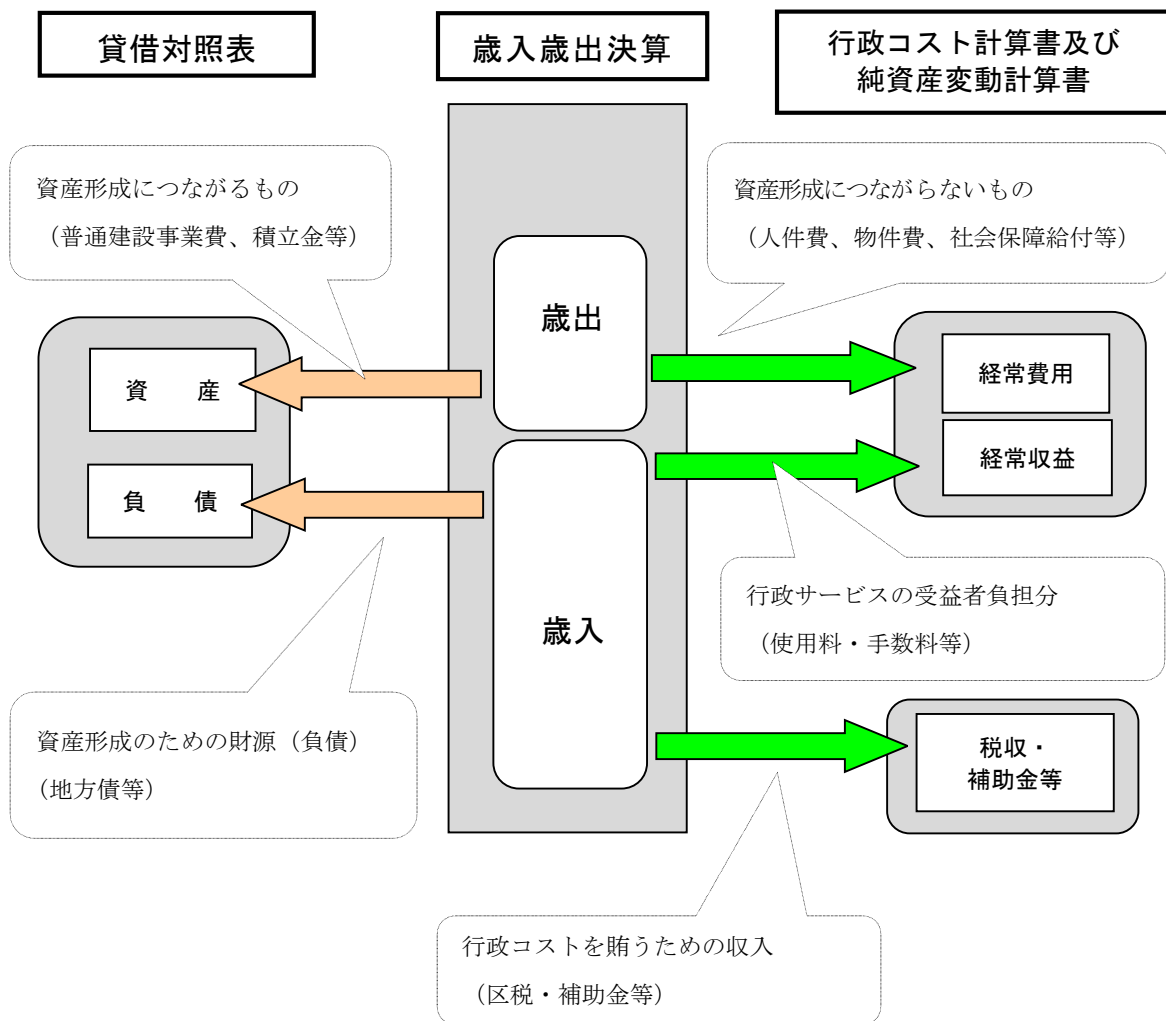 貸借対照表
歳入歳出決算
行政コスト計算書及び
純資産変動計算書
資産形成につながるもの
（普通建設事業費、積立金等）
資産形成につながらないもの
（人件費、物件費、社会保障給付等）
歳出
資　産
経常費用
経常収益
負　債
歳入
行政サービスの受益者負担分
（使用料・手数料等）
資産形成のための財源（負債）
（地方債等）
税収・
補助金等
行政コストを賄うための収入
（区税・補助金等）